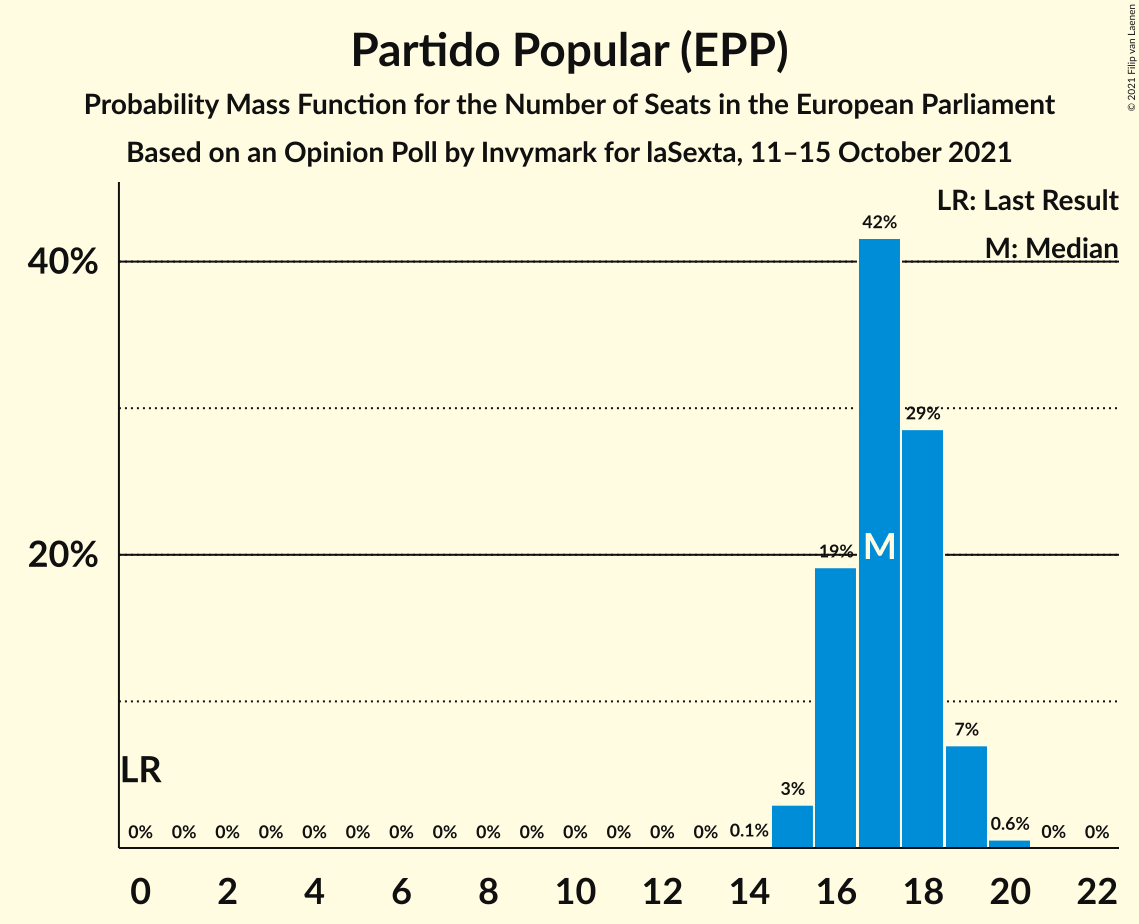 Partido Popular (EPP)
Probability Mass Function for the Number of Seats in the European Parliament
Based on an Opinion Poll by Invymark for laSexta, 11–15 October 2021
© 2021 Filip van Laenen
LR: Last Result
M: Median
40%
20%
42%
29%
19%
M
7%
LR
3%
0% 0% 0% 0% 0% 0% 0% 0% 0% 0% 0% 0% 0% 0% 0.1% 0.6% 0% 0%
0 2 4 6 8 10 12 14 16 18 20 22